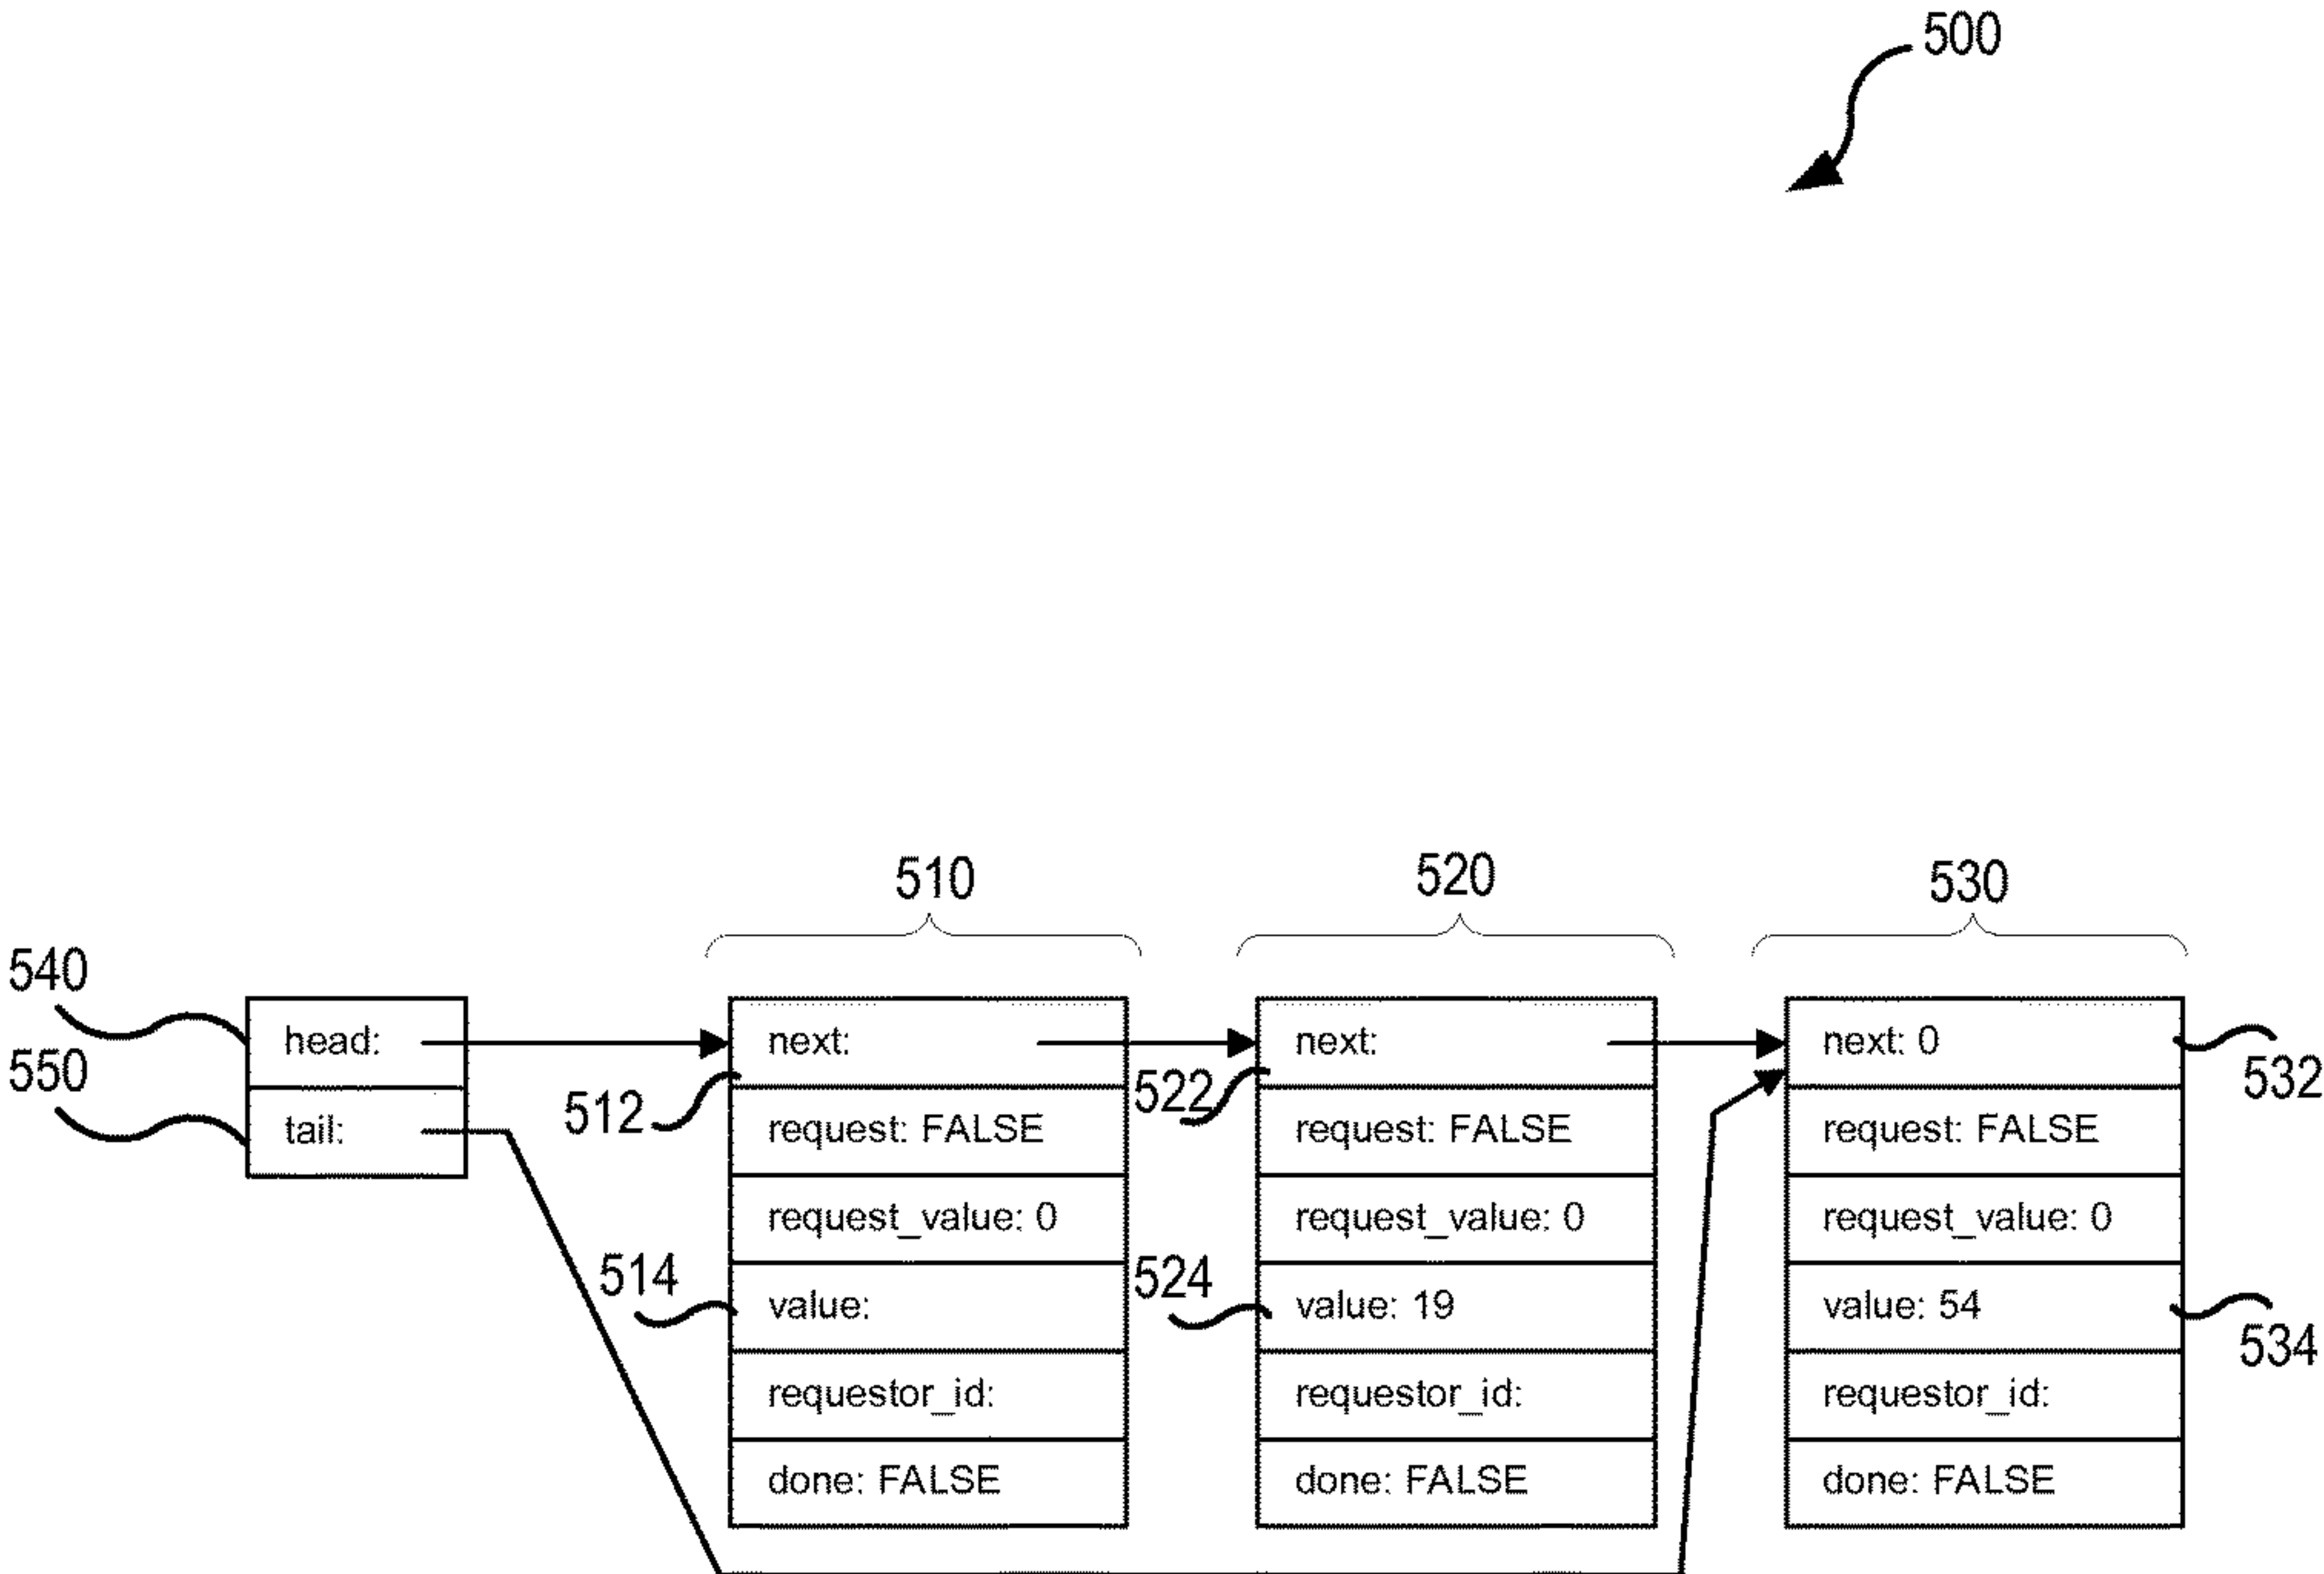 500
510
520
530
540
550
head:
tail:
512
514
next:
request: FALSE
request_value: 0
value:
requestor_id:
done: FALSE
522
524
next:
request: FALSE
request_value: 0
value: 19
requestor_id:
done: FALSE
next: 0
request: FALSE
request_value: 0
value: 54
requestor_id:
done: FALSE
532
534